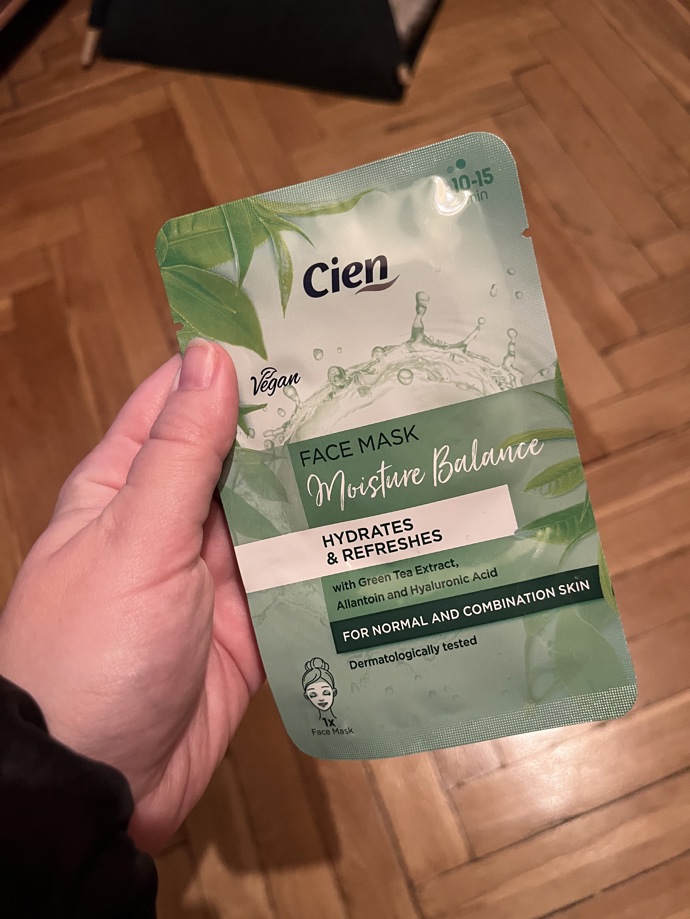 10-15
min
Cien
Vegan
FACE MASK
Moisture Balance
HYDRATES
& REFRESHES
with Green Tea Extract,
Allantoin and Hyaluronic Acid
FOR NORMAL AND COMBINATION SKIN
Dermatologically tested
1x
Face Mask